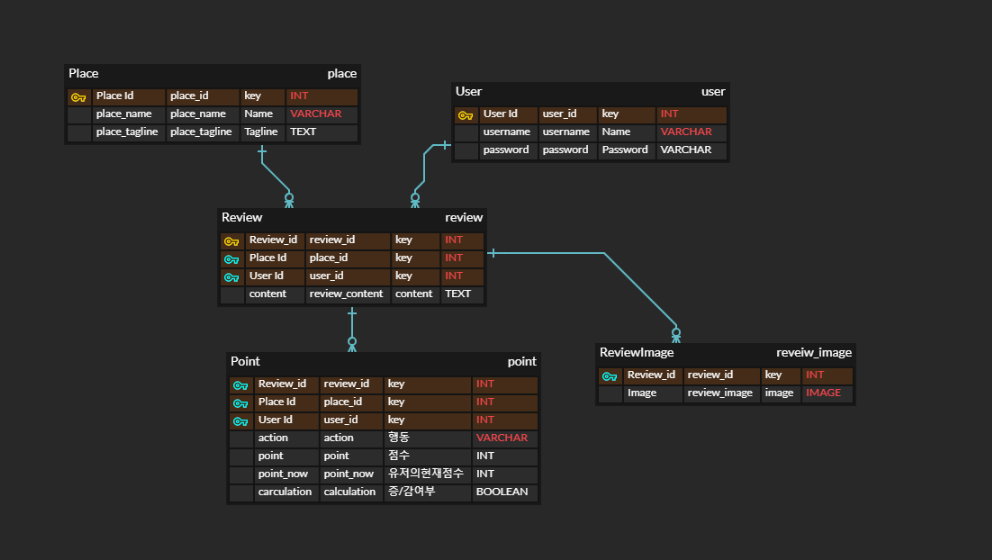 Place place
Place Id place_id key INT
place_name place_name Name VARCHAR
place_tagline place_tagline Tagline TEXT
User user
User Id user_id key INT
username username Name VARCHAR
password password Password VARCHAR
Review review
Review_id review_id key INT
Place Id place_id key INT
User Id user_id key INT
content review_content content TEXT
Point point
Review_id review_id key INT
Place Id place_id key INT
User Id user_id key INT
action action 행동 VARCHAR
point point 점수 INT
point_now point_now 유저의현재점수 INT
carculation calculation 증/감여부 BOOLEAN
ReviewImage reveiw_image
Review_id review_id key INT
Image review_image image IMAGE